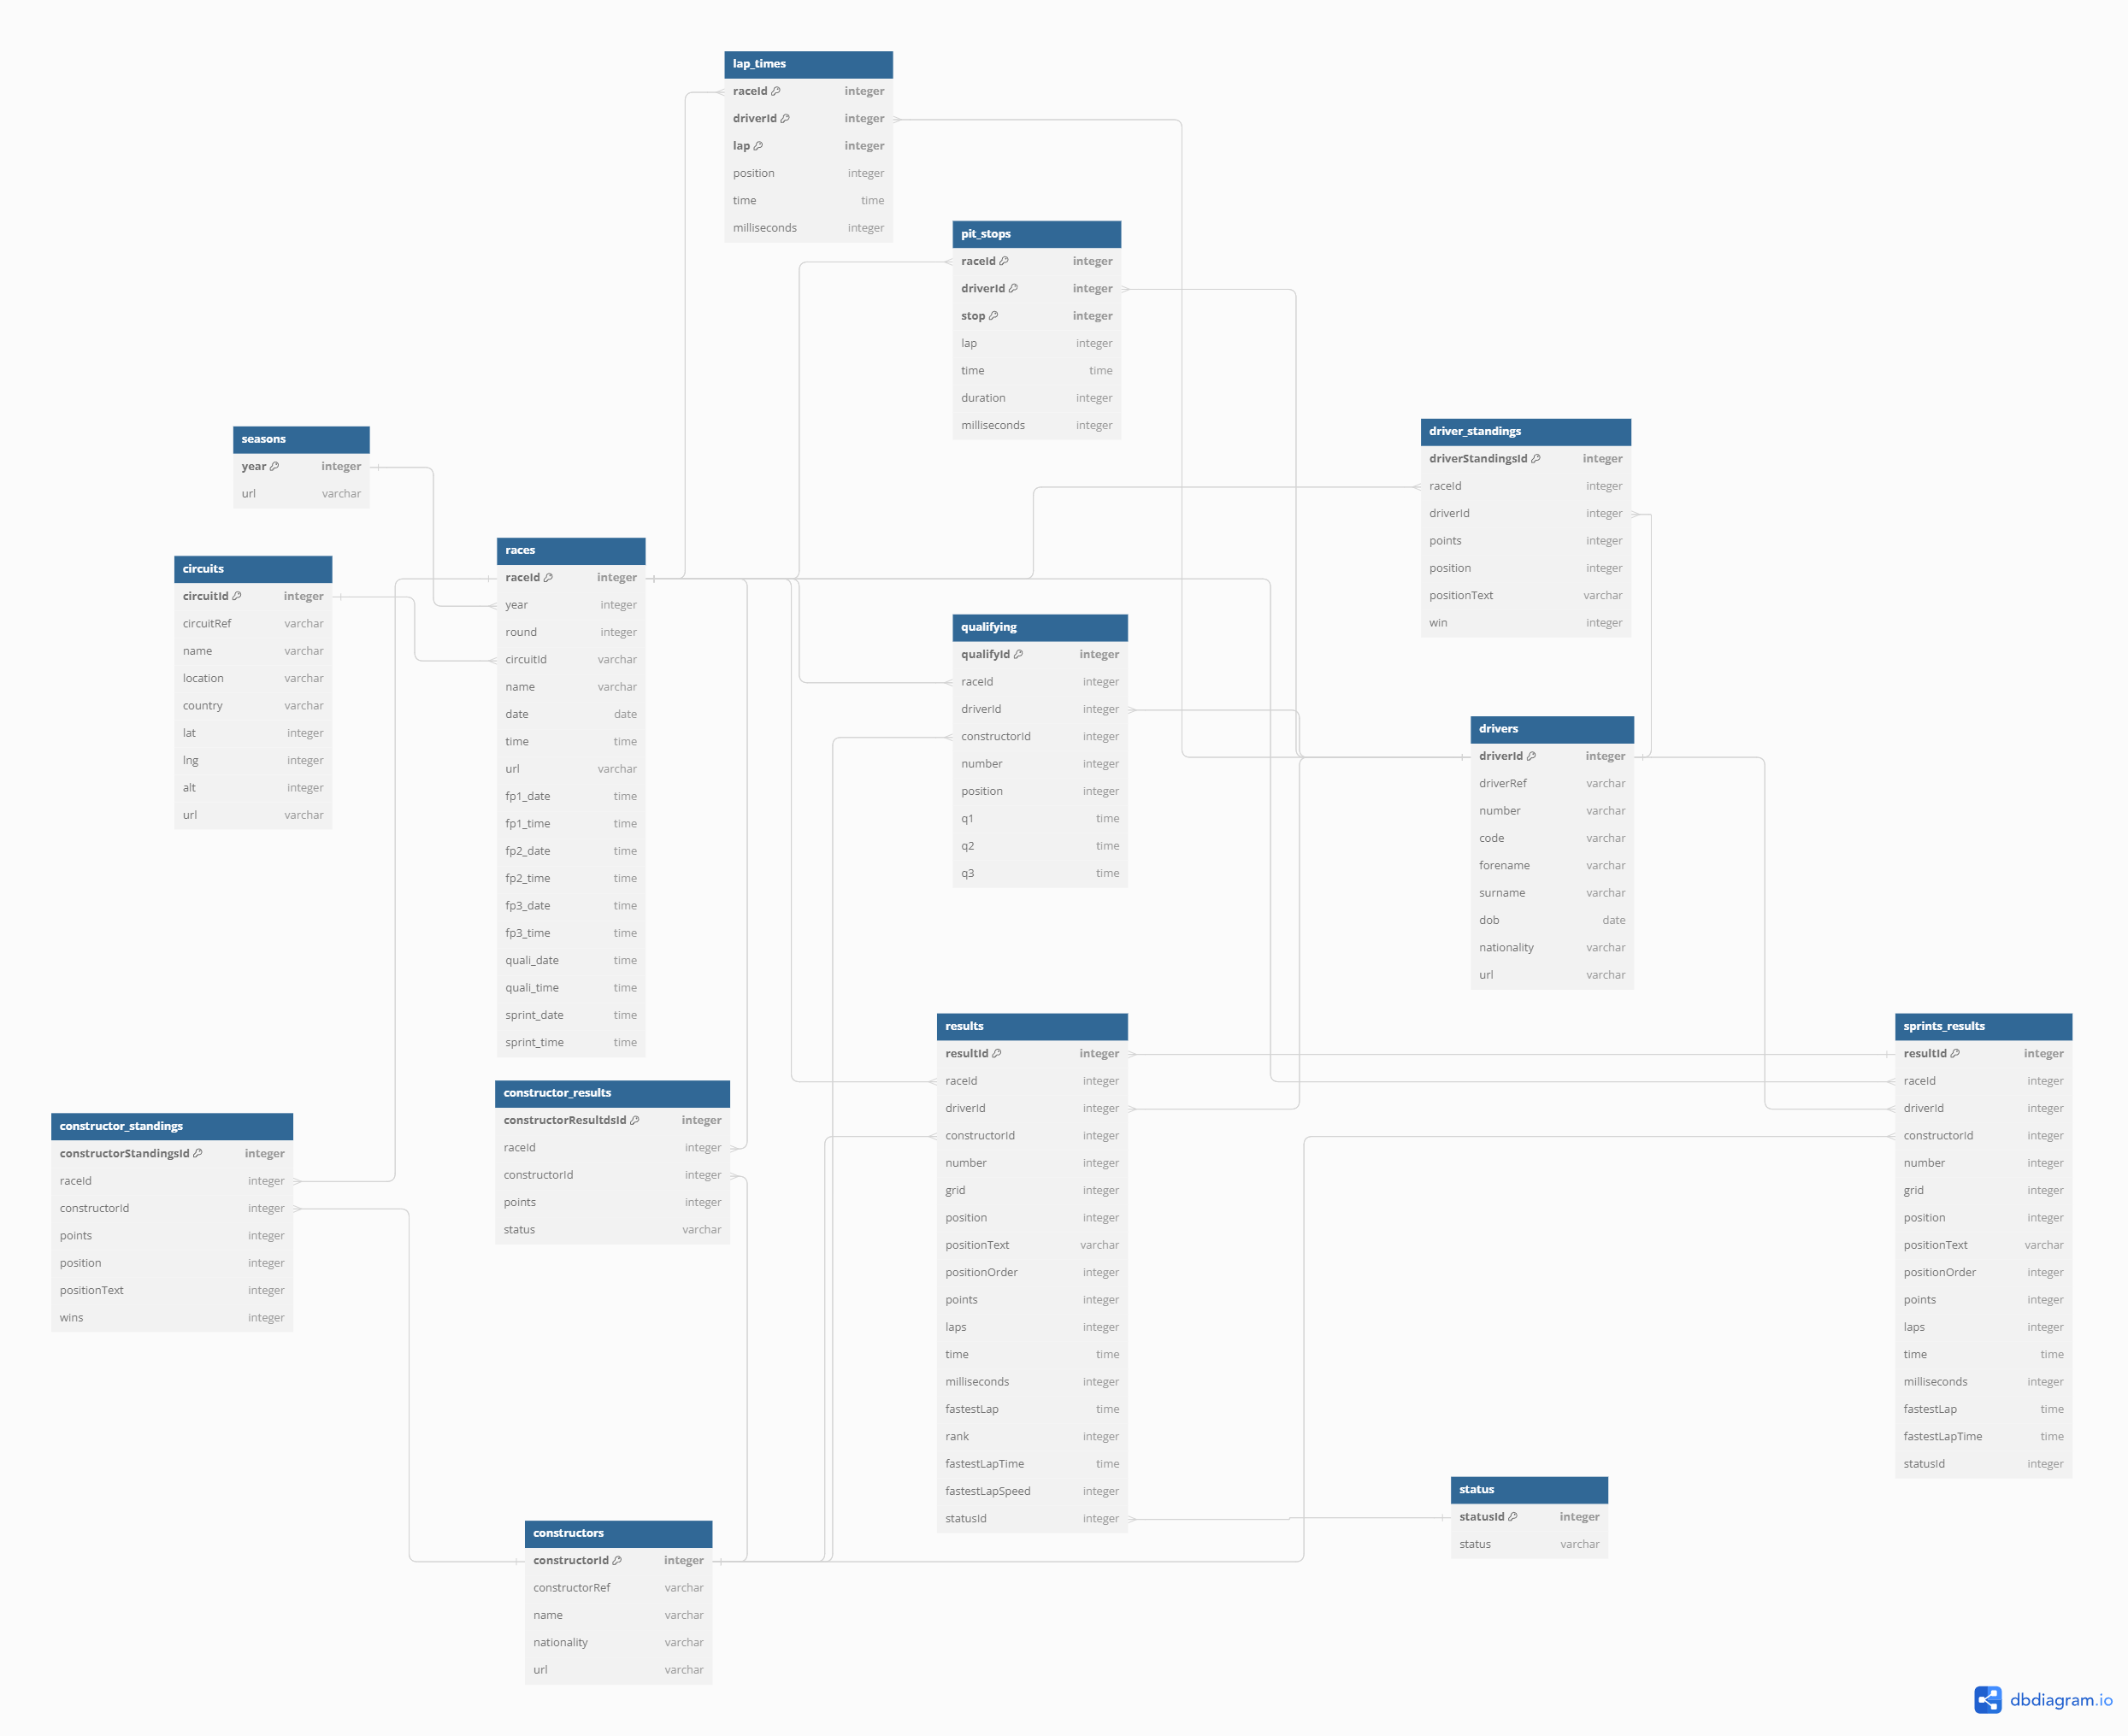 lap_times
raceId integer
driverId integer
lap integer
position integer
time time
milliseconds integer
pit_stops
raceId integer
driverId integer
stop integer
lap integer
time time
duration integer
milliseconds integer
driver_standings
driverStandingsId integer
raceId integer
driverId integer
points integer
position integer
positionText varchar
win integer
seasons
year integer
url varchar
races
raceId integer
year integer
round integer
circuitId varchar
name varchar
date date
time time
url varchar
fp1_date time
fp1_time time
fp2_date time
fp2_time time
fp3_date time
fp3_time time
quali_date time
quali_time time
sprint_date time
sprint_time time
circuits
circuitId integer
circuitRef varchar
name varchar
location varchar
country varchar
lat integer
lng integer
alt integer
url varchar
qualifying
qualifyId integer
raceId integer
driverId integer
constructorId integer
number integer
position integer
q1 time
q2 time
q3 time
drivers
driverId integer
driverRef varchar
number varchar
code varchar
forename varchar
surname varchar
dob date
nationality varchar
url varchar
results
resultId integer
raceId integer
driverId integer
constructorId integer
number integer
grid integer
position integer
positionText varchar
positionOrder integer
points integer
laps integer
time time
milliseconds integer
fastestLap time
rank integer
fastestLapTime time
fastestLapSpeed integer
statusId integer
sprints_results
resultId integer
raceId integer
driverId integer
constructorId integer
number integer
grid integer
position integer
positionText varchar
positionOrder integer
points integer
laps integer
time time
milliseconds integer
fastestLap time
fastestLapTime time
statusId integer
constructor_results
constructorResultdsId integer
raceId integer
constructorId integer
points integer
status varchar
constructor_standings
constructorStandingsId integer
raceId integer
constructorId integer
points integer
position integer
positionText integer
wins integer
status
statusId integer
status varchar
constructors
constructorId integer
constructorRef varchar
name varchar
nationality varchar
url varchar
dbdiagram.io